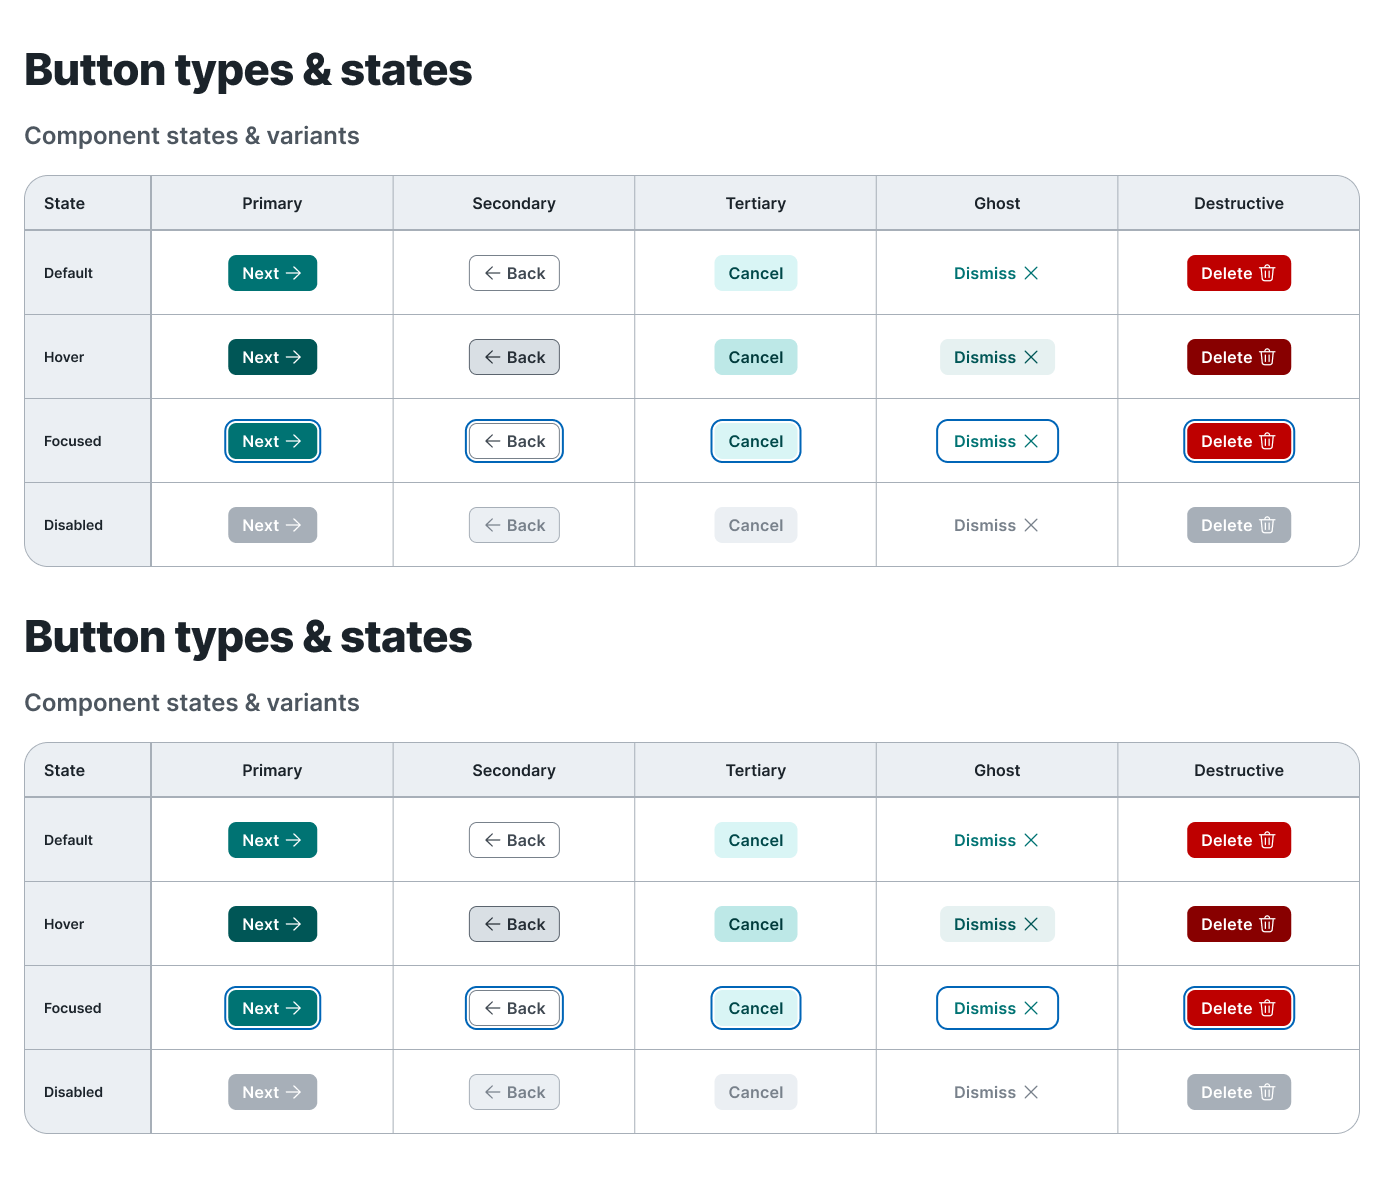 Button types & states
Component states & variants
State Primary Secondary Tertiary Ghost Destructive
Default Next Back Cancel Dismiss Delete
Hover Next Back Cancel Dismiss Delete
Focused Next Back Cancel Dismiss Delete
Disabled Next Back Cancel Dismiss Delete
Button types & states
Component states & variants
State Primary Secondary Tertiary Ghost Destructive
Default Next Back Cancel Dismiss Delete
Hover Next Back Cancel Dismiss Delete
Focused Next Back Cancel Dismiss Delete
Disabled Next Back Cancel Dismiss Delete